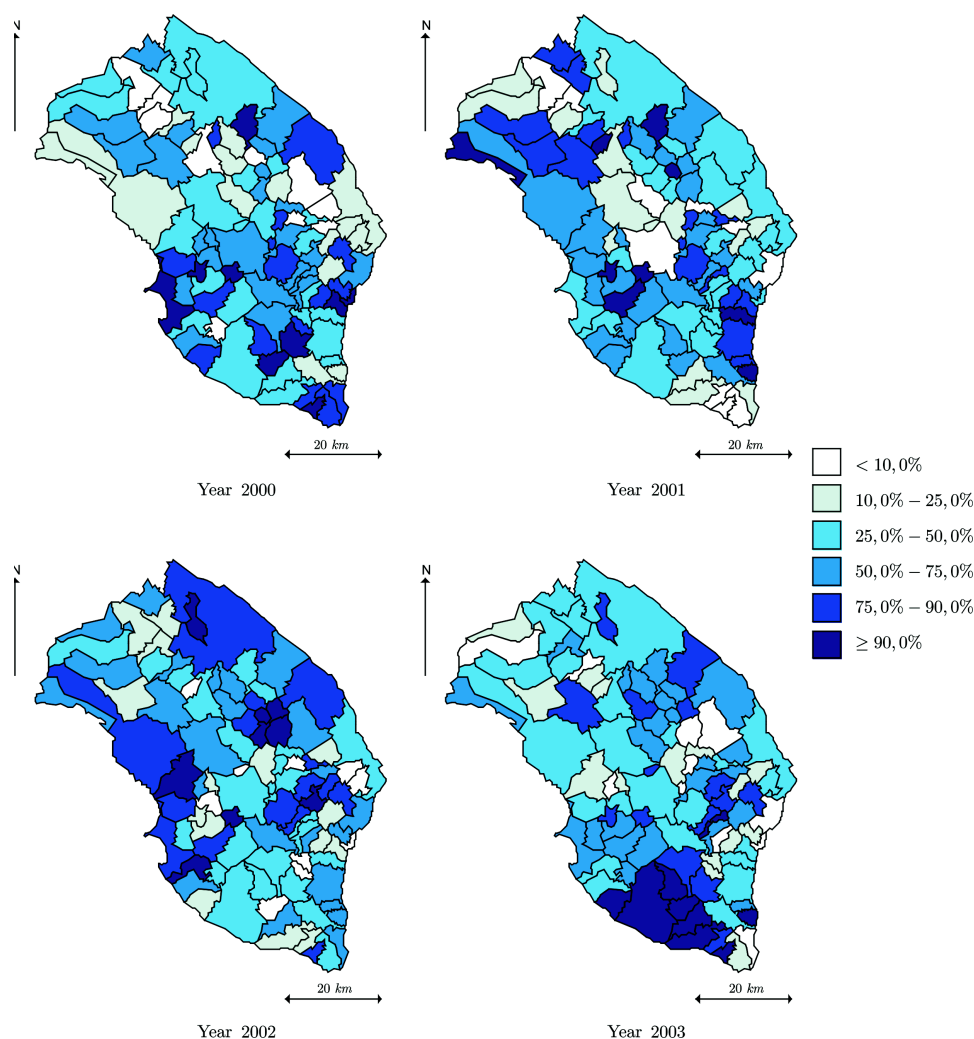 N
N
20 km
20 km
Year 2000
Year 2001
< 10, 0%
10, 0% − 25, 0%
25, 0% − 50, 0%
50, 0% − 75, 0%
75, 0% − 90, 0%
≥ 90, 0%
N
N
20 km
20 km
Year 2002
Year 2003